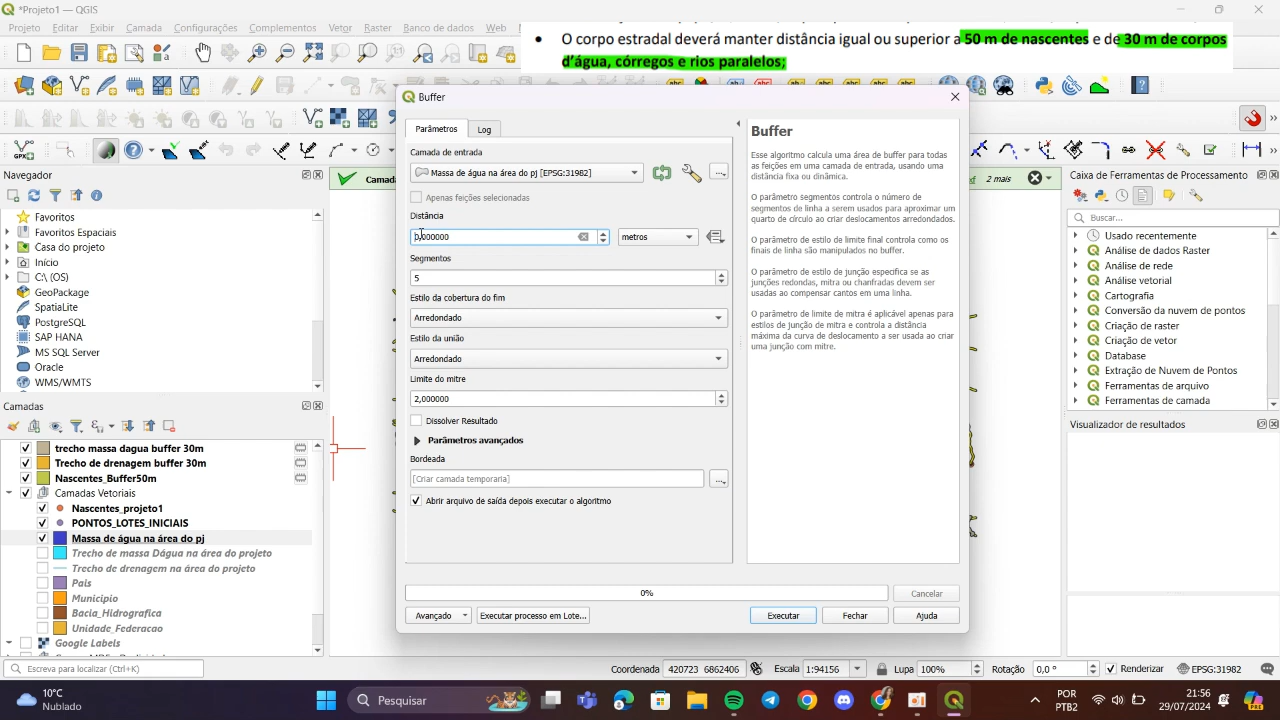 *Projeto1 — QGIS
Projeto Editar Exibir Camada Configurações Complementos Vetor Raster Banco de dados Web
• O corpo estradal deverá manter distância igual ou superior a 50 m de nascentes e de 30 m de corpos
d'água, córregos e rios paralelos;
Buffer
Parâmetros Log
Camada de entrada
Massa de água na área do pj [EPSG:31982]
Apenas feições selecionadas
Distância
0,000000 metros
Segmentos
5
Estilo da cobertura do fim
Arredondado
Estilo da união
Arredondado
Limite do mitre
2,000000
Dissolver Resultado
Parâmetros avançados
Bordeada
[Criar camada temporaria]
Abrir arquivo de saída depois executar o algoritmo
0%
Cancelar
Avançado Executar processo em Lote... Executar Fechar Ajuda
Buffer
Esse algoritmo calcula uma área de buffer para todas
as feições em uma camada de entrada, usando uma
distância fixa ou dinâmica.
O parâmetro segmentos controla o número de
segmentos de linha a serem usados para aproximar um
quarto de círculo ao criar deslocamentos arredondados.
O parâmetro de estilo de limite final controla como os
finais de linha são manipulados no buffer.
O parâmetro de estilo de junção especifica se as
junções redondas, mitra ou chanfradas devem ser
usadas ao compensar cantos em uma linha.
O parâmetro de limite de mitra é aplicável apenas para
estilos de junção de mitra e controla a distância
máxima da curva de deslocamento a ser usada ao criar
uma junção com mitre.
Navegador
Favoritos
Favoritos Espaciais
Casa do projeto
Início
C:\ (OS)
GeoPackage
SpatiaLite
PostgreSQL
SAP HANA
MS SQL Server
Oracle
WMS/WMTS
Camadas
trecho massa dagua buffer 30m
Trecho de drenagem buffer 30m
Nascentes_Buffer50m
Camadas Vetoriais
Nascentes_projeto1
PONTOS_LOTES_INICIAIS
Massa de água na área do pj
Trecho de massa Dágua na área do projeto
Trecho de drenagem na área do projeto
Pais
Municipio
Bacia_Hidrografica
Unidade_Federacao
Google Labels
Camad
2 mais
Caixa de Ferramentas de Processamento
Buscar...
Usado recentemente
Análise de dados Raster
Análise de redet
Análise vetorial
Cartografia
Conversão da nuvem de pontos
Criação de raster
Criação de vetor
Database
Extração de Nuvem de Pontos
Ferramentas de arquivo
Ferramentas de camada
Visualizador de resultados
Escreva para localizar (Ctrl+K)
Coordenada 420723 6862406 Escala 1:94156 Lupa 100% Rotação 0,0 ° Renderizar EPSG:31982
10°C
Nublado
Pesquisar
POR
PTB2
21:56
29/07/2024